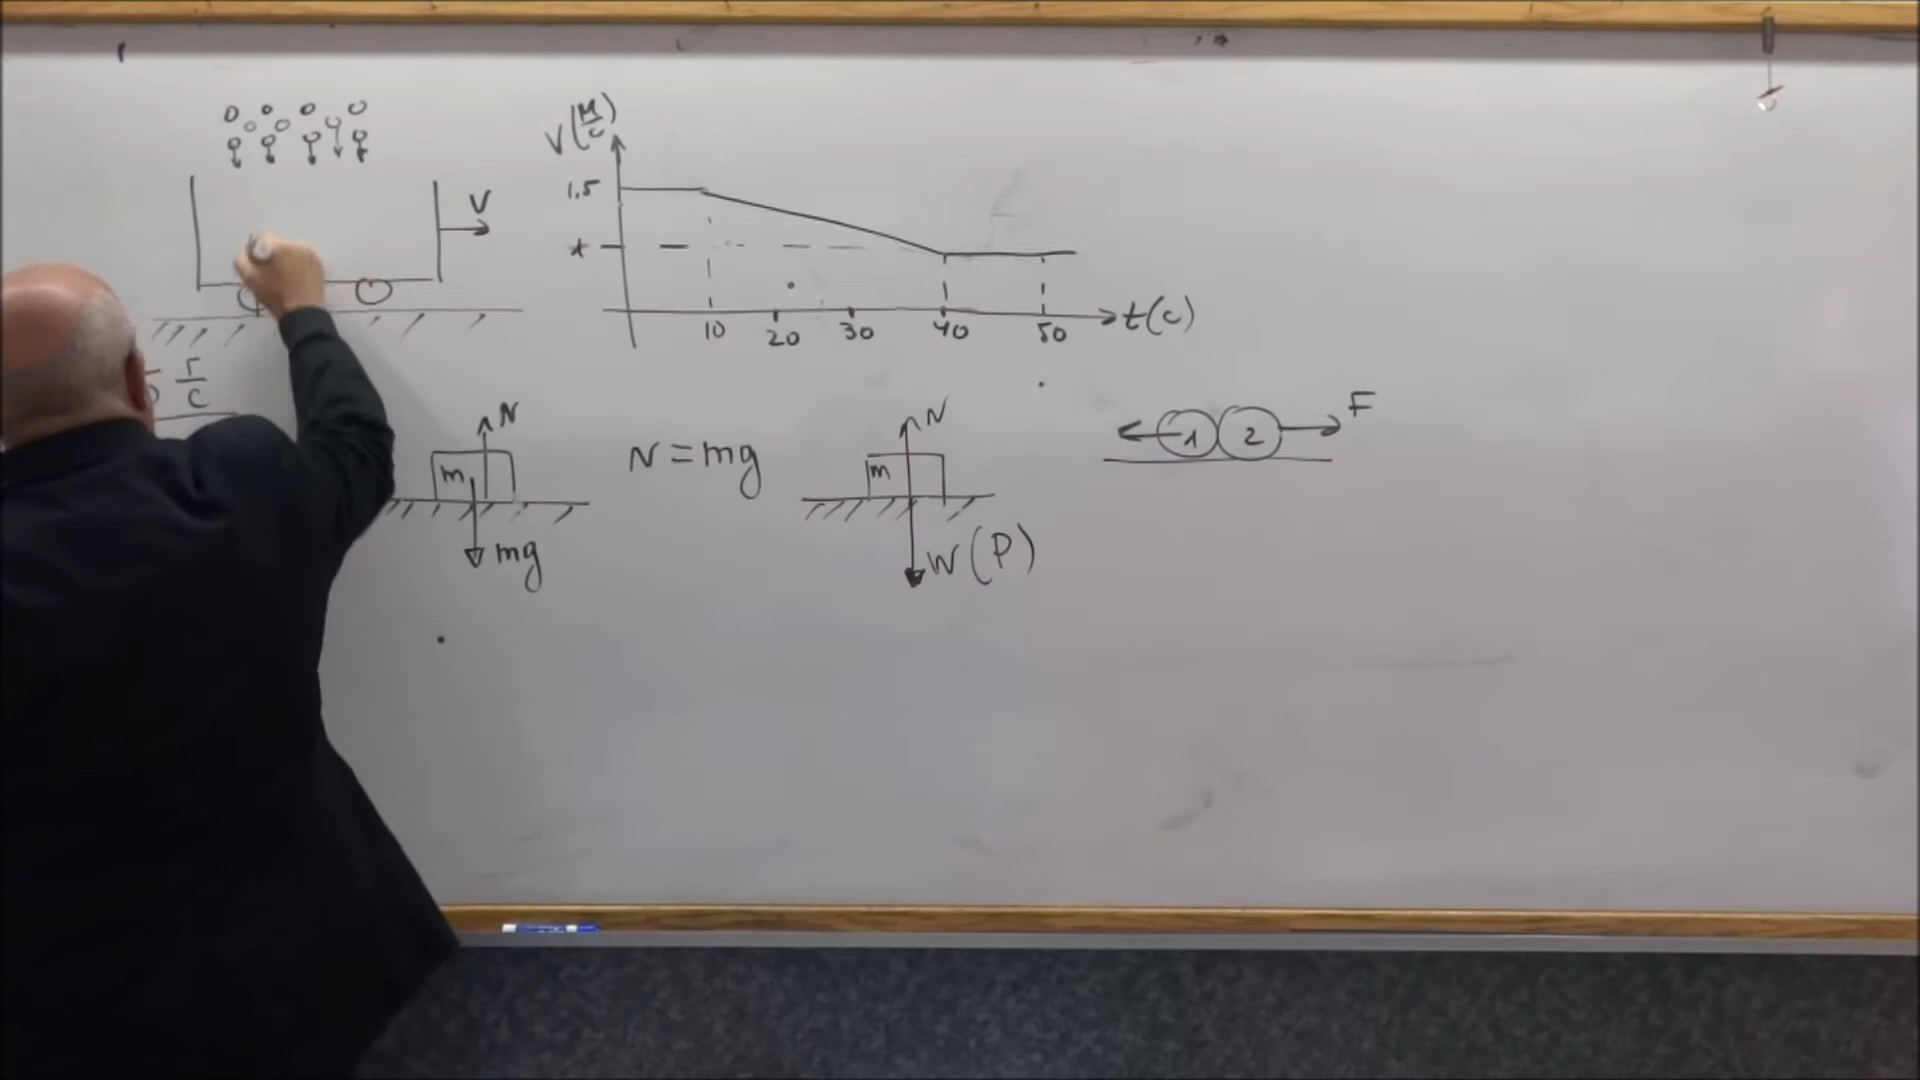 V
V(м/с)
1.5
x
10 20 30 40 50 t(c)
г/с
N
m
mg
N = mg
N
m
W(P)
1 2 F